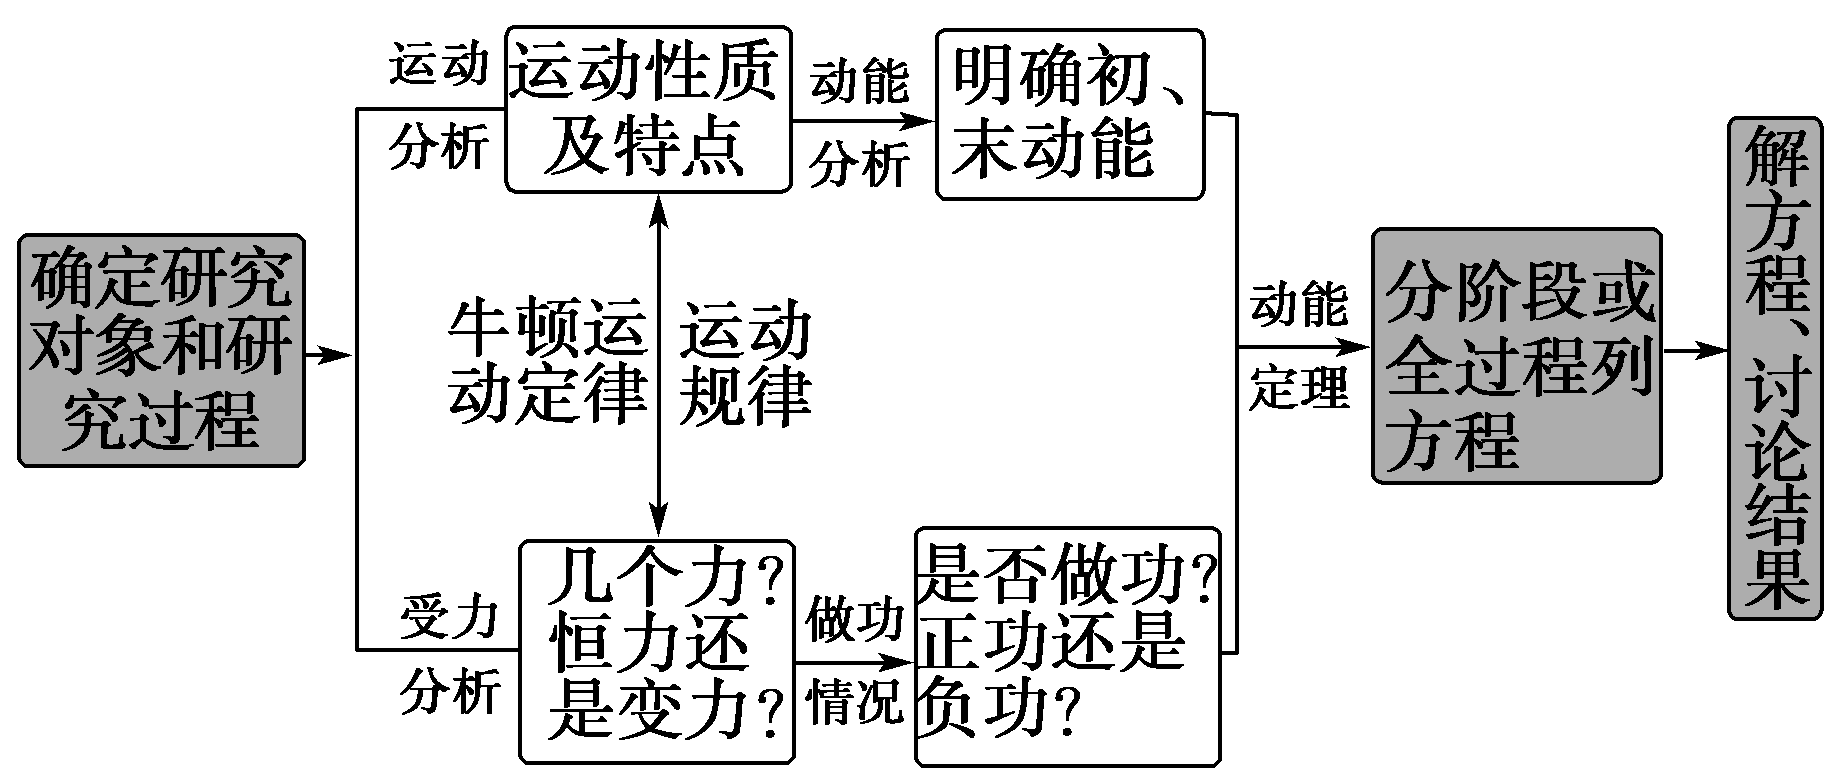 确定研究
对象和研
究过程
运动
分析
运动性质
及特点
动能
分析
明确初、
末动能
牛顿运
动定律
运动
规律
受力
分析
几个力?
恒力还
是变力?
做功
情况
是否做功?
正功还是
负功?
动能
定理
分阶段或
全过程列
方程
解方程、讨论结果